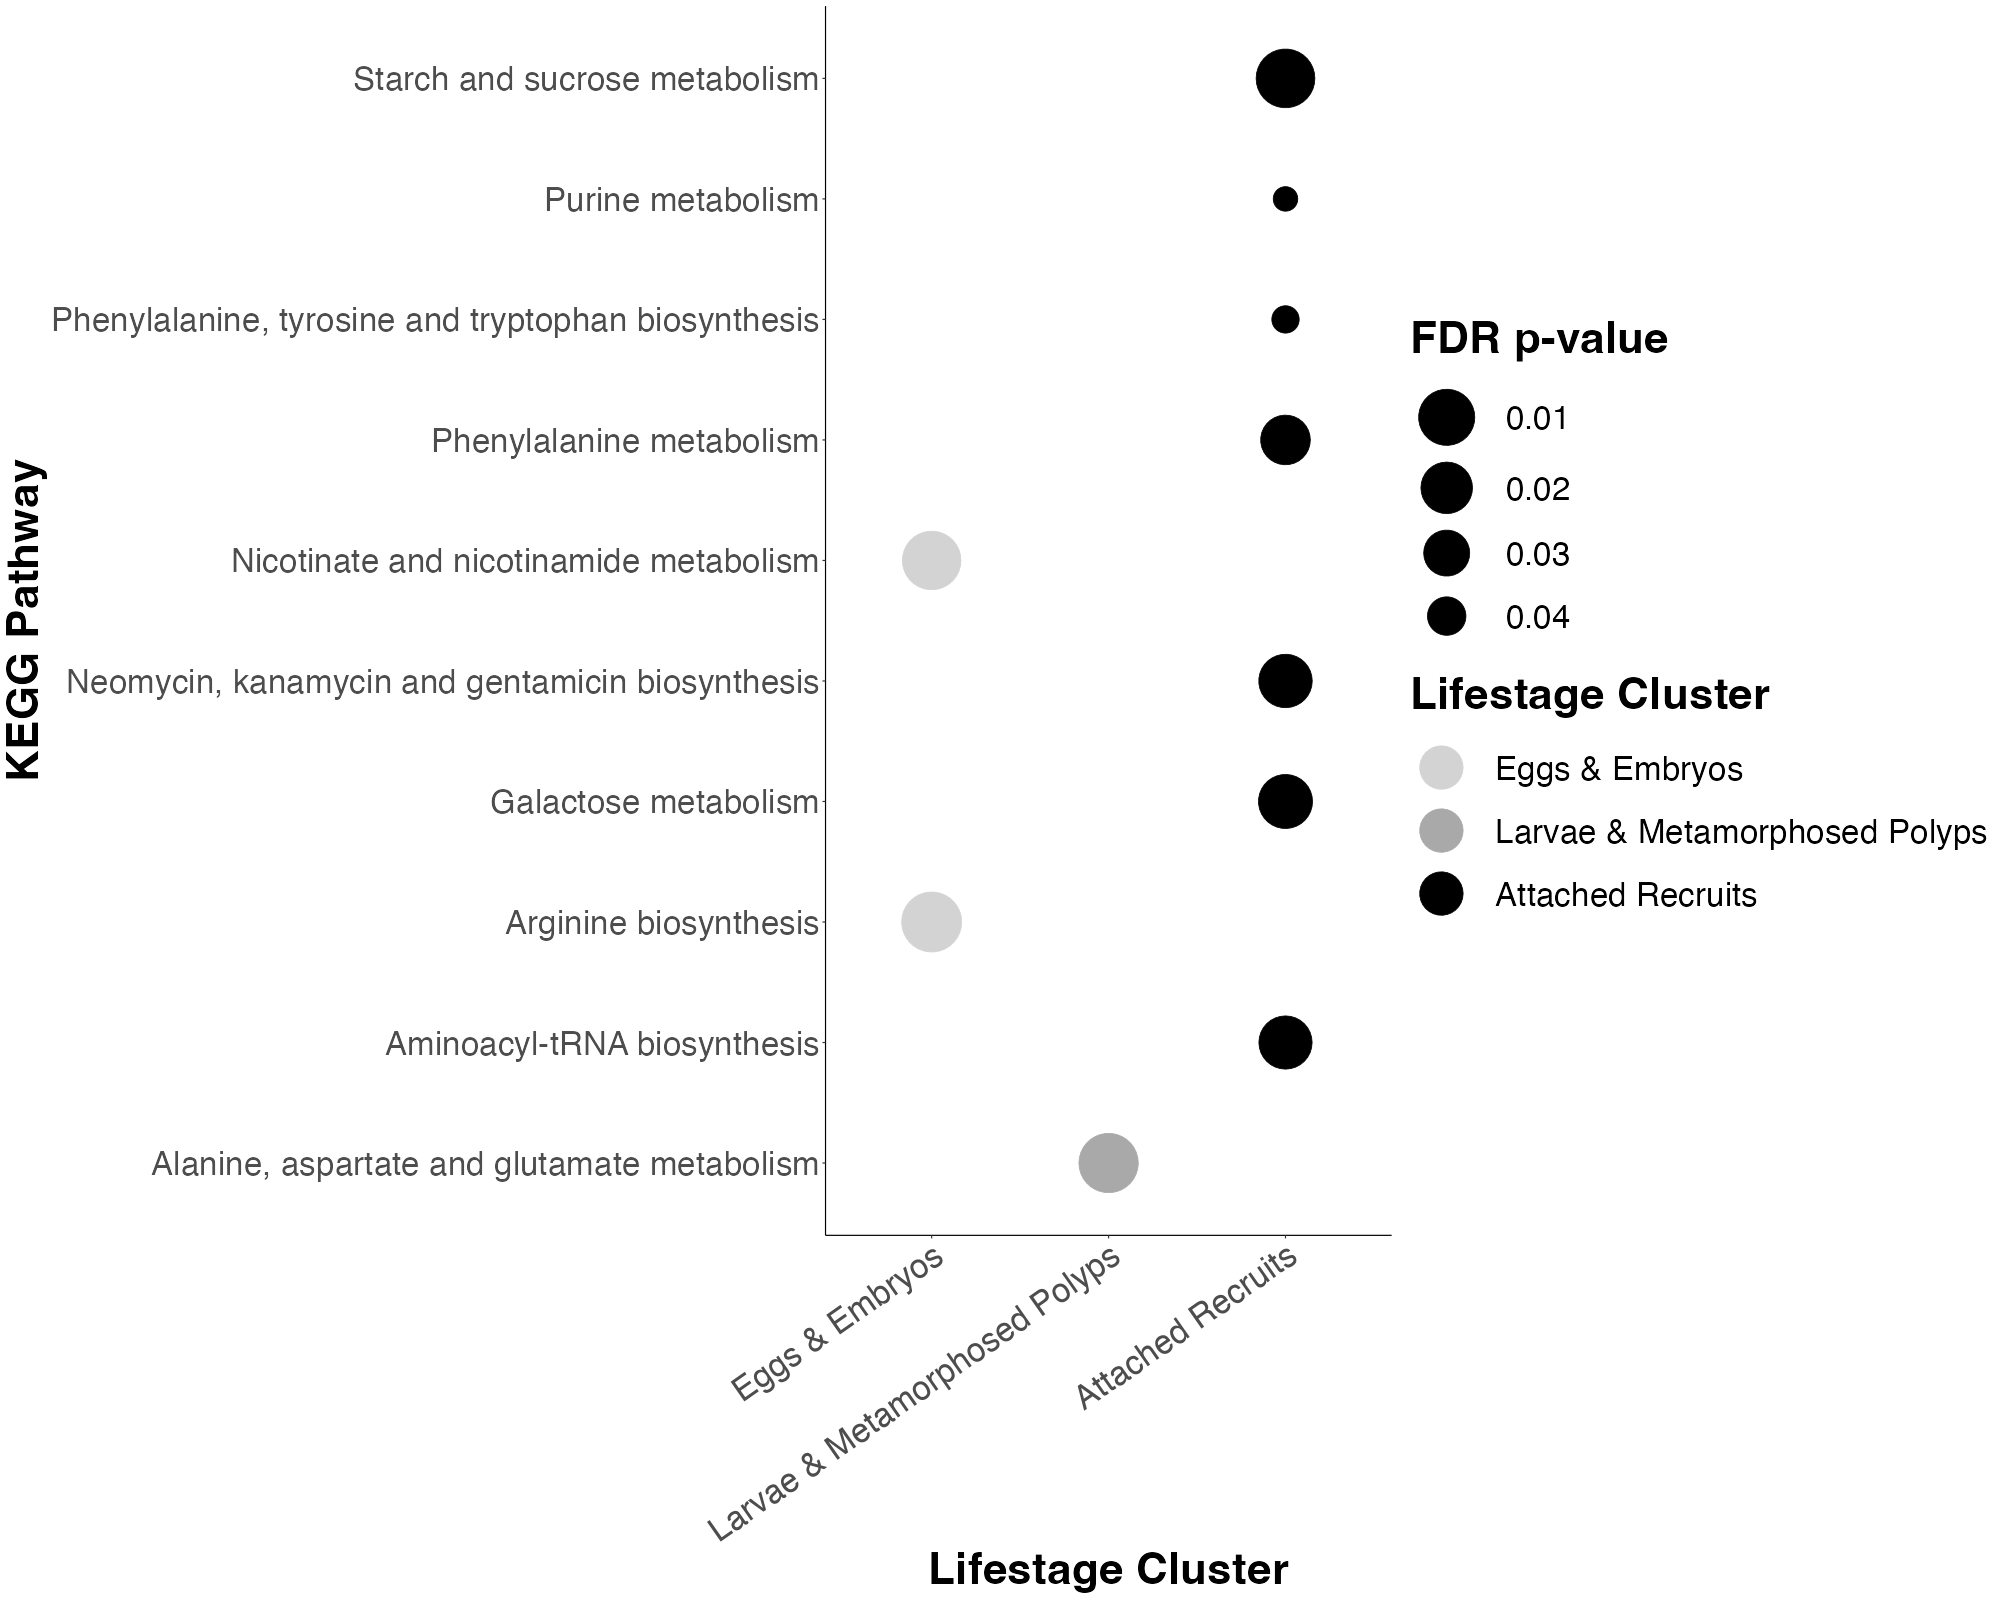 KEGG Pathway
Starch and sucrose metabolism
Purine metabolism
Phenylalanine, tyrosine and tryptophan biosynthesis
Phenylalanine metabolism
Nicotinate and nicotinamide metabolism
Neomycin, kanamycin and gentamicin biosynthesis
Galactose metabolism
Arginine biosynthesis
Aminoacyl-tRNA biosynthesis
Alanine, aspartate and glutamate metabolism
Eggs & Embryos
Larvae & Metamorphosed Polyps
Attached Recruits
Lifestage Cluster
FDR p-value
0.01
0.02
0.03
0.04
Lifestage Cluster
Eggs & Embryos
Larvae & Metamorphosed Polyps
Attached Recruits